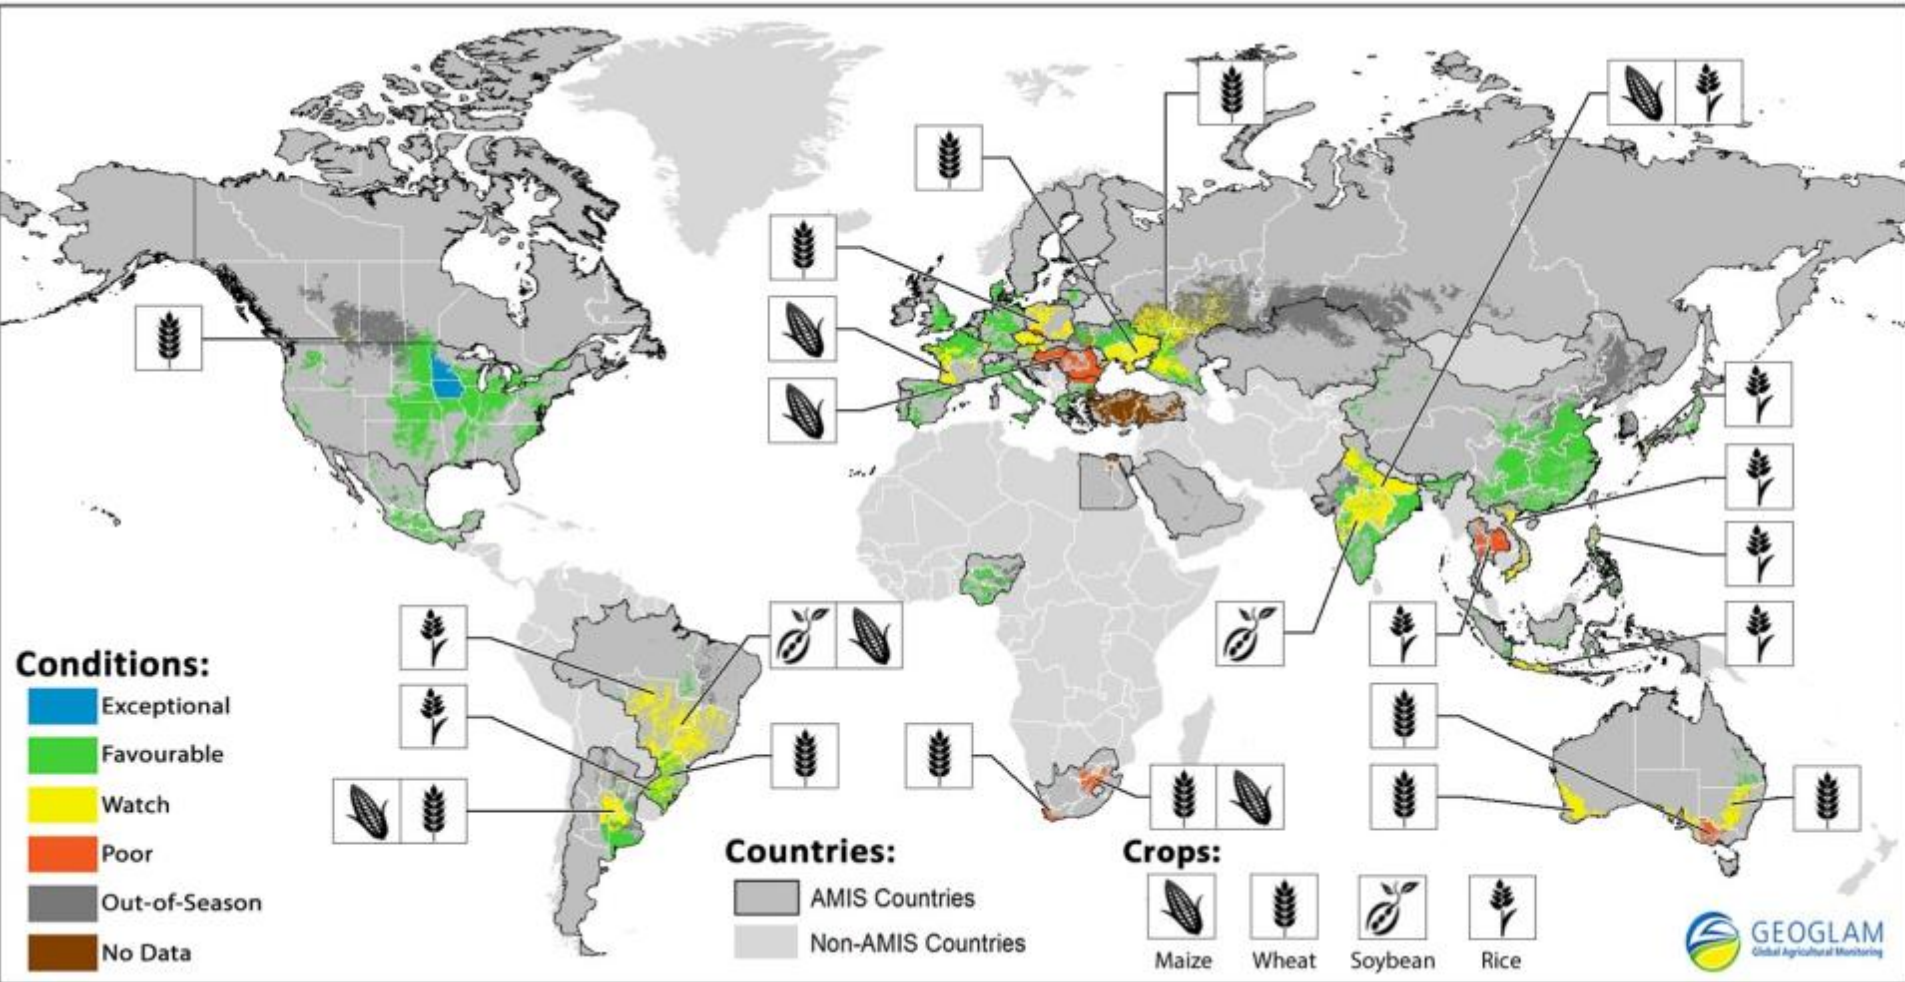 Conditions:
Exceptional
Favourable
Watch
Poor
Out-of-Season
No Data
Countries:
AMIS Countries
Non-AMIS Countries
Crops:
Maize
Wheat
Soybean
Rice
GEOGLAM
Global Agricultural Monitoring